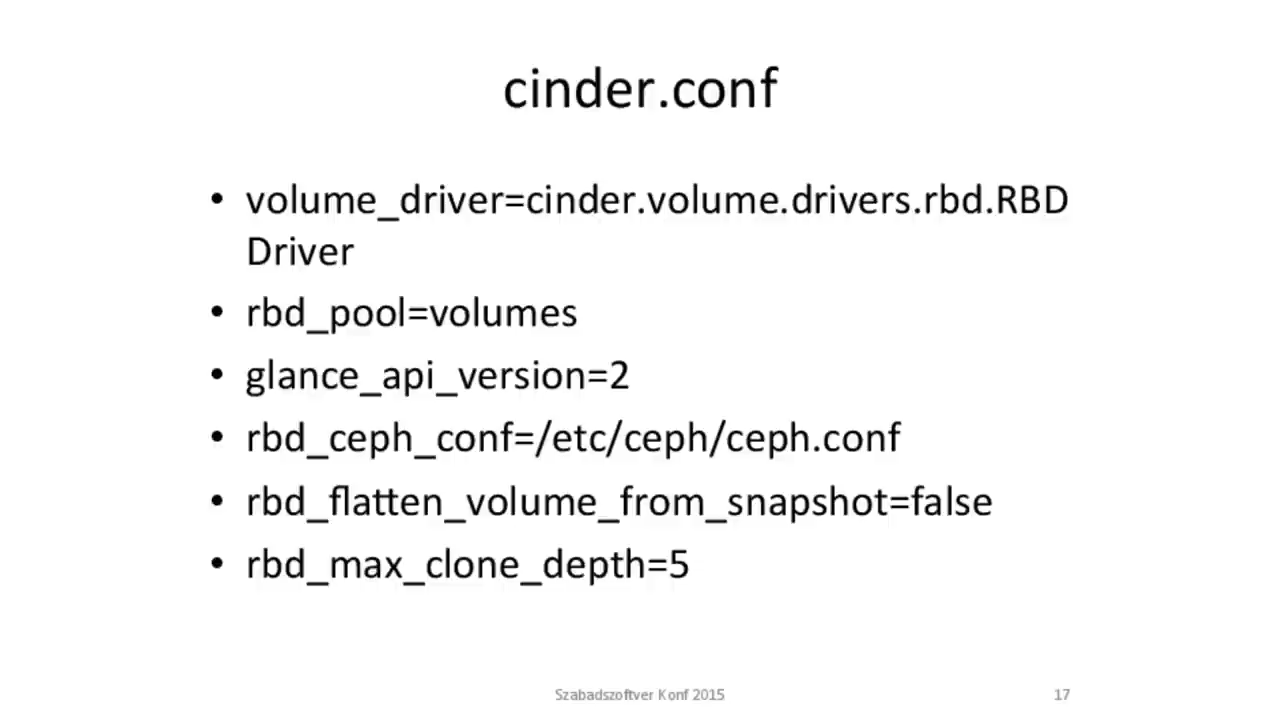 cinder.conf
• volume_driver=cinder.volume.drivers.rbd.RBD
Driver
• rbd_pool=volumes
• glance_api_version=2
• rbd_ceph_conf=/etc/ceph/ceph.conf
• rbd_flatten_volume_from_snapshot=false
• rbd_max_clone_depth=5
Szabadszoftver Konf 2015
17